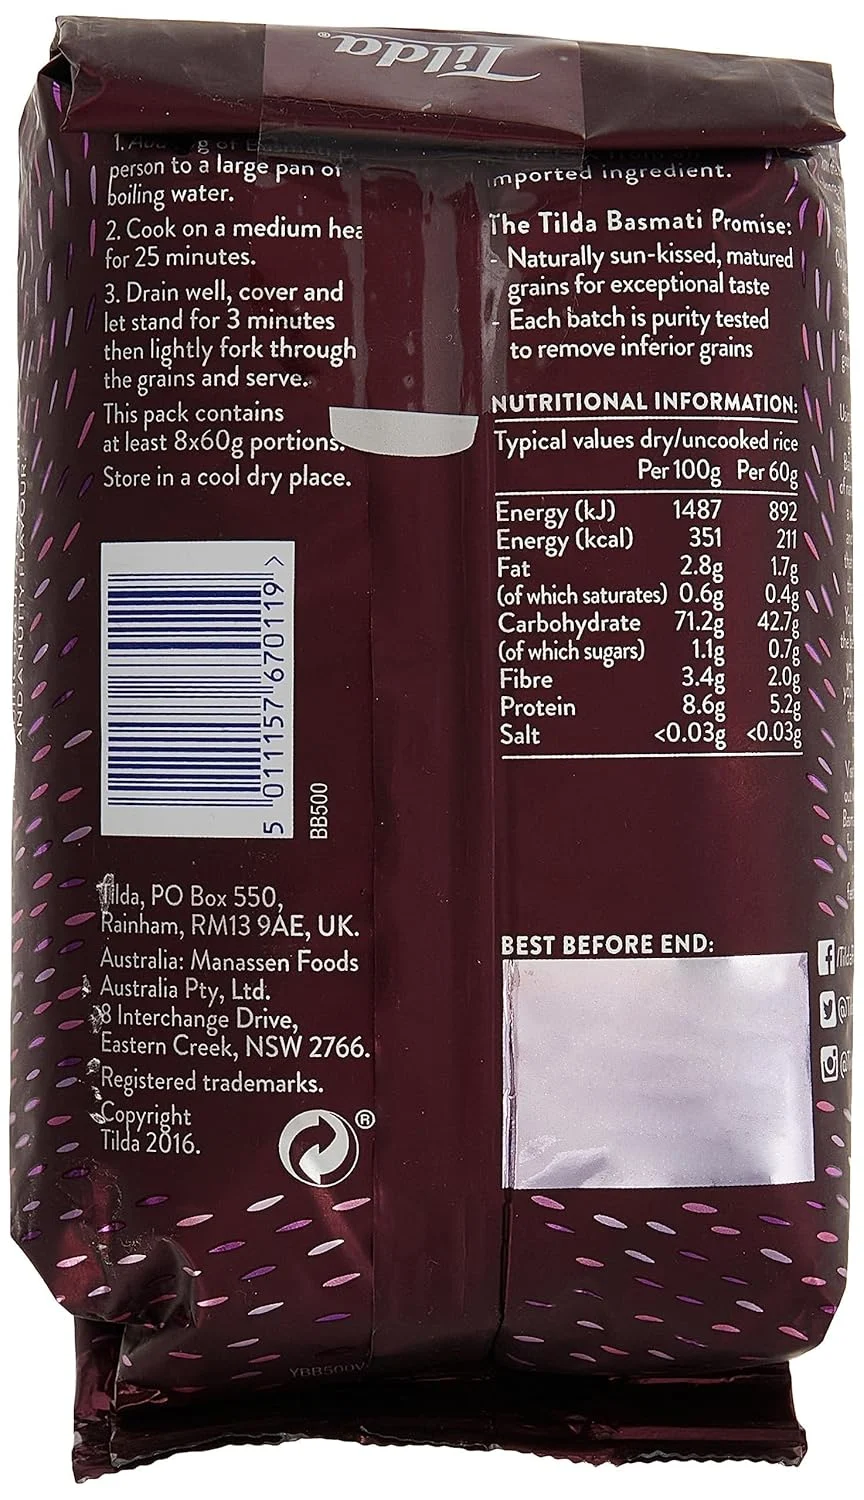 Tilda®
person to a large pan of
boiling water.
2. Cook on a medium hea
for 25 minutes.
3. Drain well, cover and
let stand for 3 minutes
then lightly fork through
the grains and serve.
This pack contains
at least 8x60g portions.
Store in a cool dry place.
imported ingredient.
The Tilda Basmati Promise:
- Naturally sun-kissed, matured
grains for exceptional taste
- Each batch is purity tested
to remove inferior grains
NUTRITIONAL INFORMATION:
Typical values dry/uncooked rice
Per 100g Per 60g
Energy (kJ) 1487 892
Energy (kcal) 351 211
Fat 2.8g 1.7g
(of which saturates) 0.6g 0.4g
Carbohydrate 71.2g 42.7g
(of which sugars) 1.1g 0.7g
Fibre 3.4g 2.0g
Protein 8.6g 5.2g
Salt <0.03g <0.03g
AND A NUTTY FLAVOUR
5 011157 670119 >
BB500
Tilda, PO Box 550,
Rainham, RM13 9AE, UK.
Australia: Manassen Foods
Australia Pty, Ltd.
8 Interchange Drive,
Eastern Creek, NSW 2766.
Registered trademarks.
Copyright
Tilda 2016.
®
BEST BEFORE END:
YBB500V